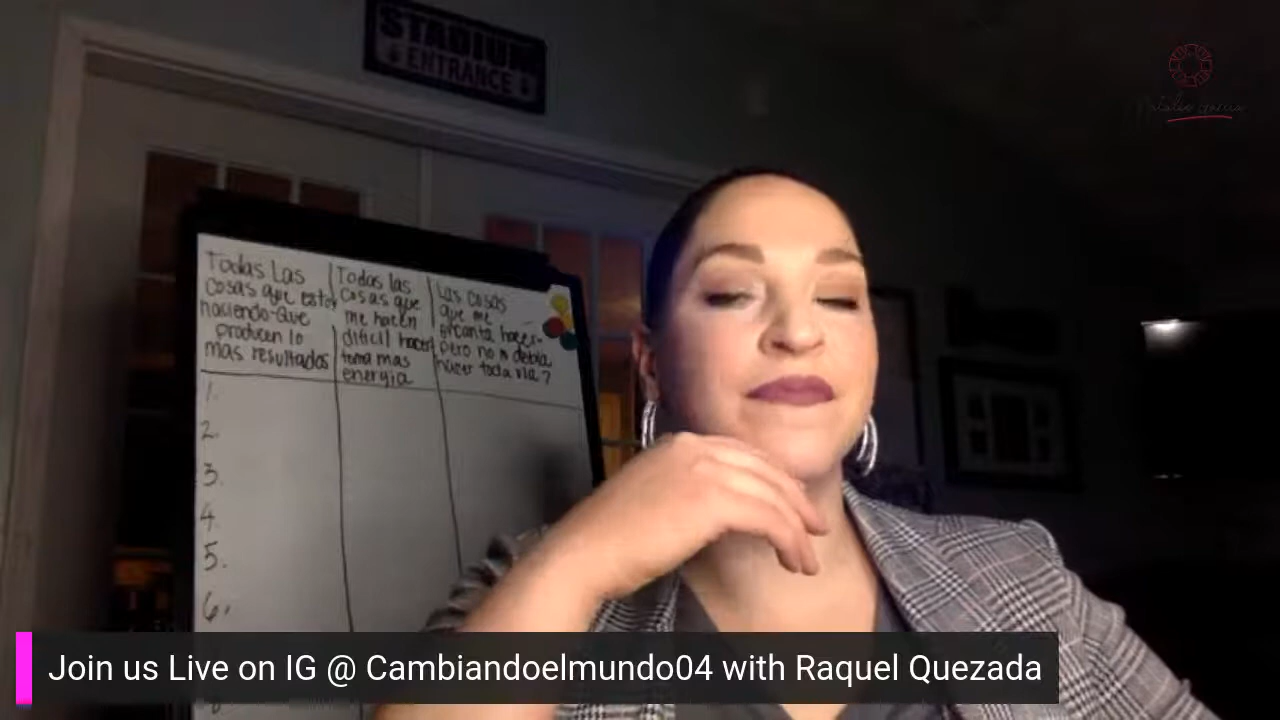 STADIUM
ENTRANCE
Natalie Garcia
Todas Las
cosas que estoy
haciendo-que
producen lo
mas resultados
Todas las
cosas que
me hacen
dificil hacer
toma mas
energia
Las cosas
que me
encanta hacer-
pero no debia
hacer toda via?
1.
2.
3.
4.
5.
6.
Join us Live on IG @ Cambiandoelmundo04 with Raquel Quezada